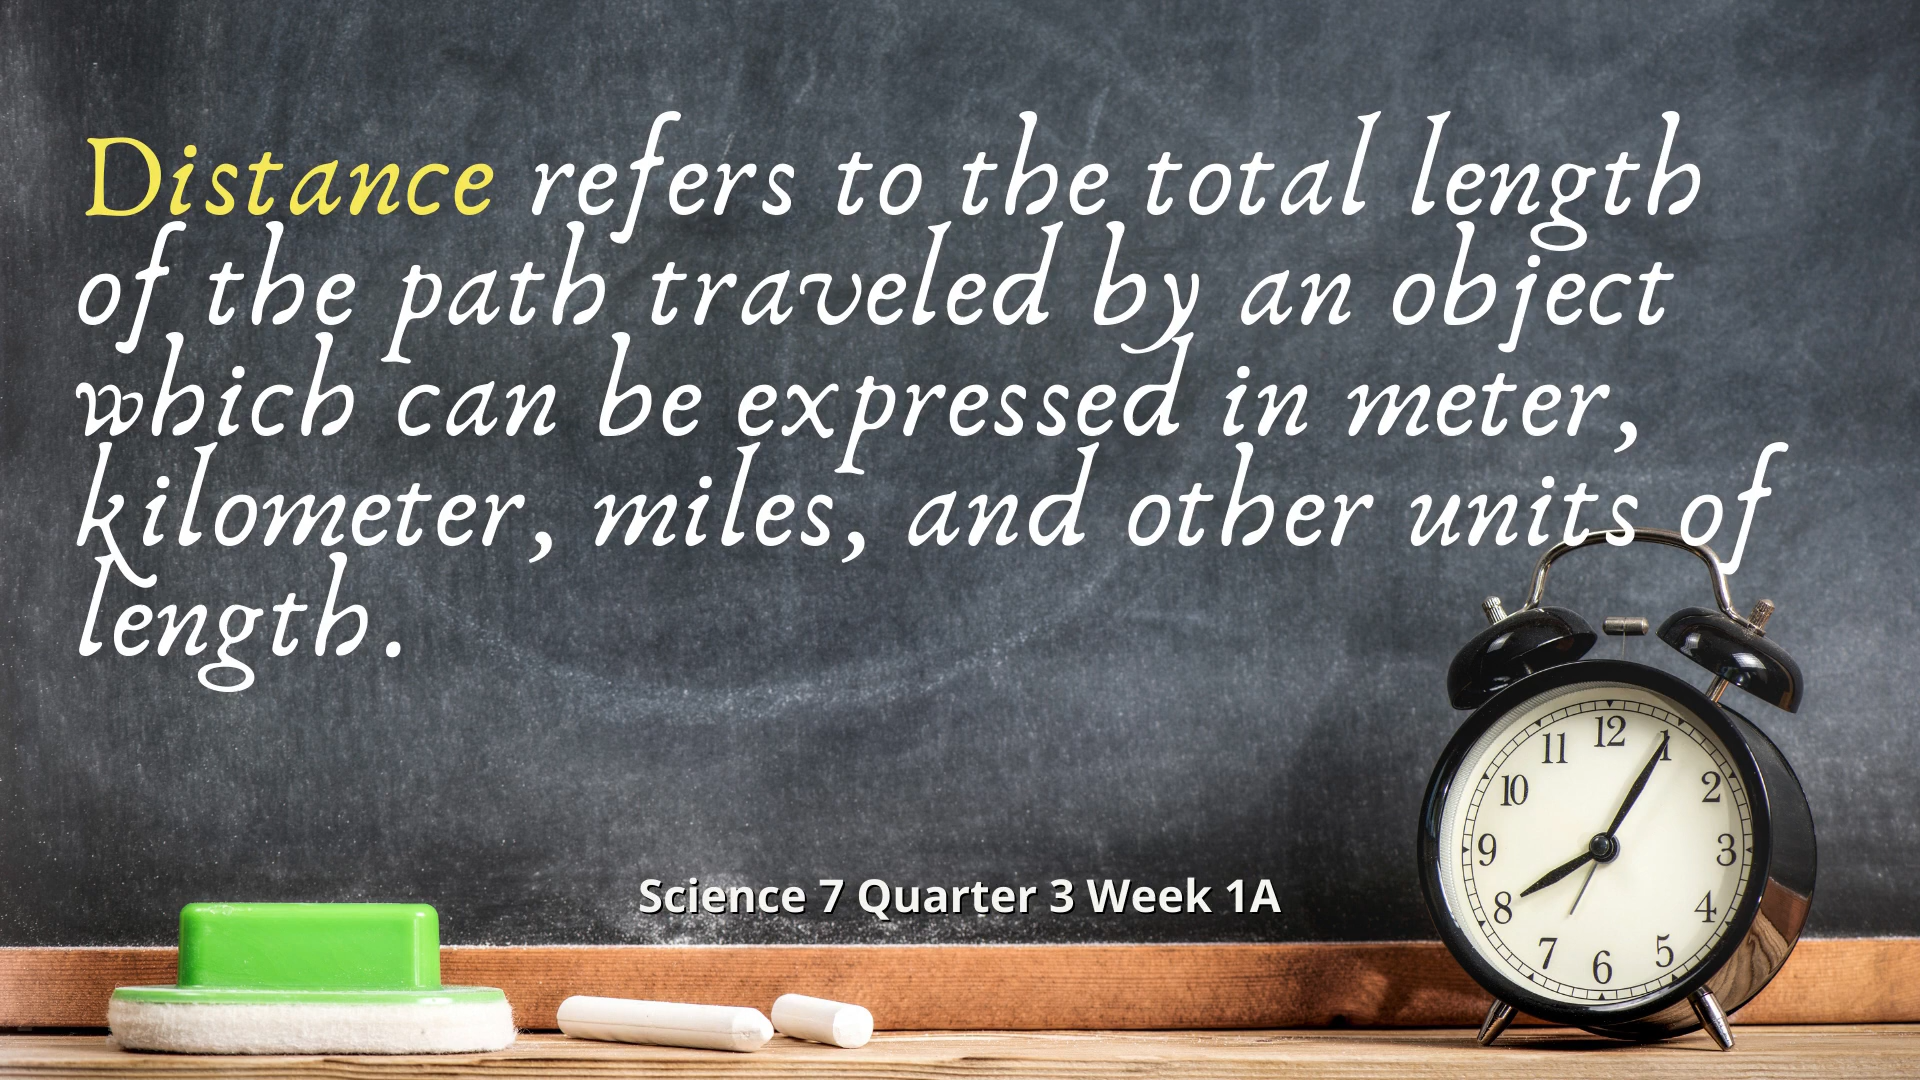 Distance refers to the total length
of the path traveled by an object
which can be expressed in meter,
kilometer, miles, and other units of
length.
Science 7 Quarter 3 Week 1A
12
1
2
3
4
5
6
7
8
9
10
11